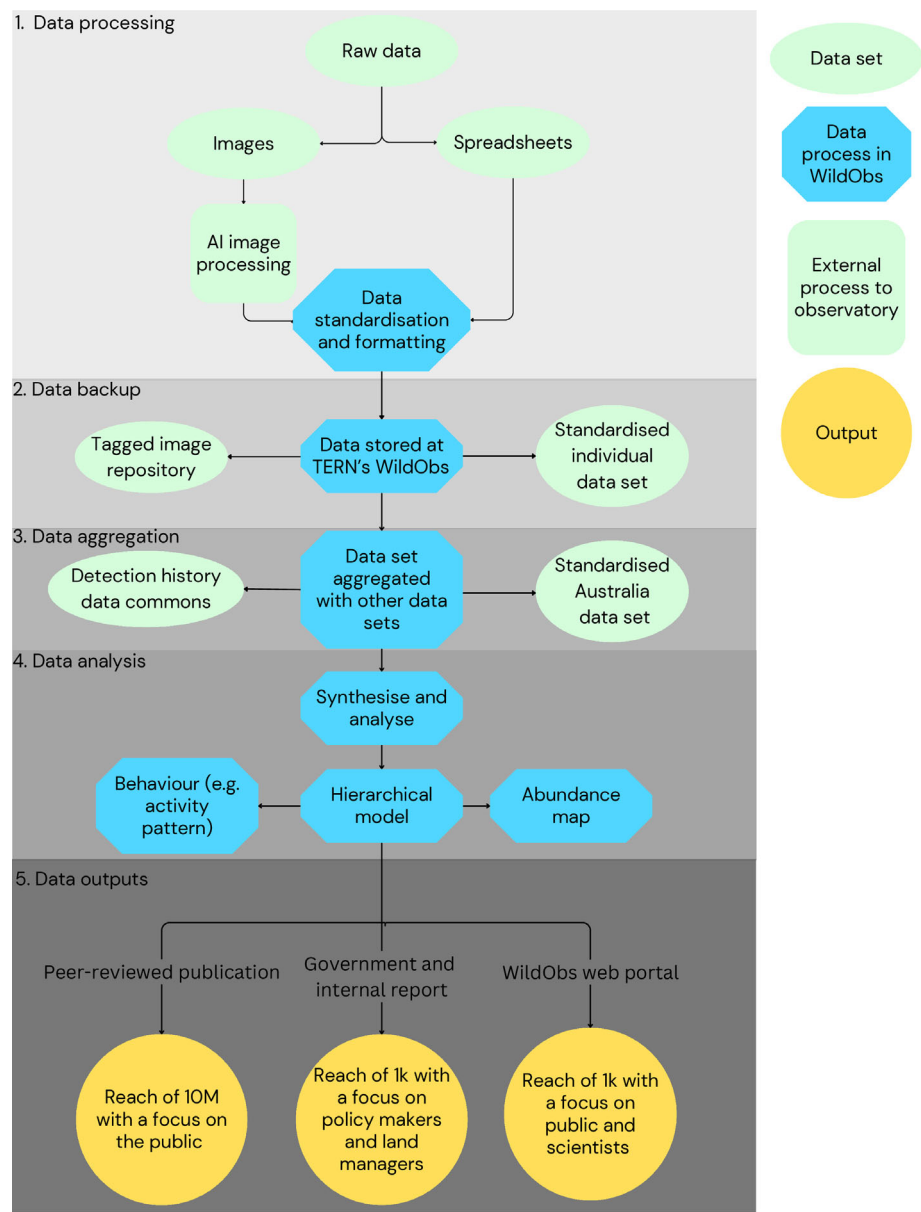 1. Data processing
Raw data
Images
Spreadsheets
AI image
processing
Data
standardisation
and formatting
2. Data backup
Tagged image
repository
Data stored at
TERN's WildObs
Standardised
individual
data set
3. Data aggregation
Detection history
data commons
Data set
aggregated
with other data
sets
Standardised
Australia
data set
4. Data analysis
Synthesise and
analyse
Behaviour (e.g.
activity
pattern)
Hierarchical
model
Abundance
map
5. Data outputs
Peer-reviewed publication
Government and
internal report
WildObs web portal
Reach of 10M
with a focus on
the public
Reach of 1k with
a focus on
policy makers
and land
managers
Reach of 1k with
a focus on
public and
scientists
Data set
Data
process in
WildObs
External
process to
observatory
Output